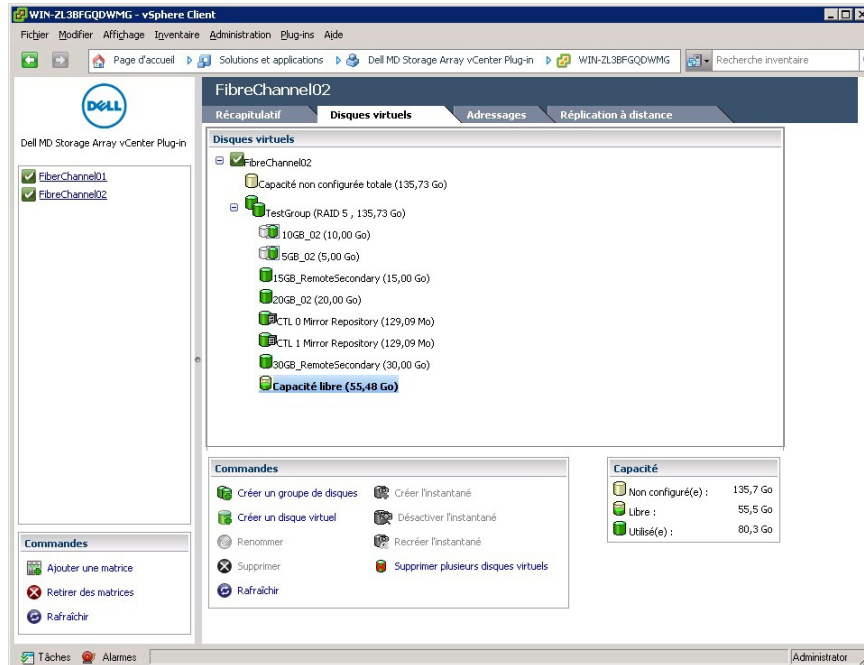 WIN-ZL3BFGQDWMG - vSphere Client
Fichier Modifier Affichage Inventaire Administration Plug-ins Aide
Page d'accueil Solutions et applications Dell MD Storage Array vCenter Plug-in WIN-ZL3BFGQDWMG Recherche inventaire
DELL
Dell MD Storage Array vCenter Plug-in
FiberChannel01
FibreChannel02
Commandes
Ajouter une matrice
Retirer des matrices
Rafraîchir
FibreChannel02
Récapitulatif Disques virtuels Adressages Réplication à distance
Disques virtuels
FibreChannel02
Capacité non configurée totale (135,73 Go)
TestGroup (RAID 5 , 135,73 Go)
10GB_02 (10,00 Go)
5GB_02 (5,00 Go)
15GB_RemoteSecondary (15,00 Go)
20GB_02 (20,00 Go)
CTL 0 Mirror Repository (129,09 Mo)
CTL 1 Mirror Repository (129,09 Mo)
30GB_RemoteSecondary (30,00 Go)
Capacité libre (55,48 Go)
Commandes
Créer un groupe de disques Créer l'instantané
Créer un disque virtuel Désactiver l'instantané
Renommer Recréer l'instantané
Supprimer Supprimer plusieurs disques virtuels
Rafraîchir
Capacité
Non configuré(e) : 135,7 Go
Libre : 55,5 Go
Utilisé(e) : 80,3 Go
Tâches Alarmes Administrator